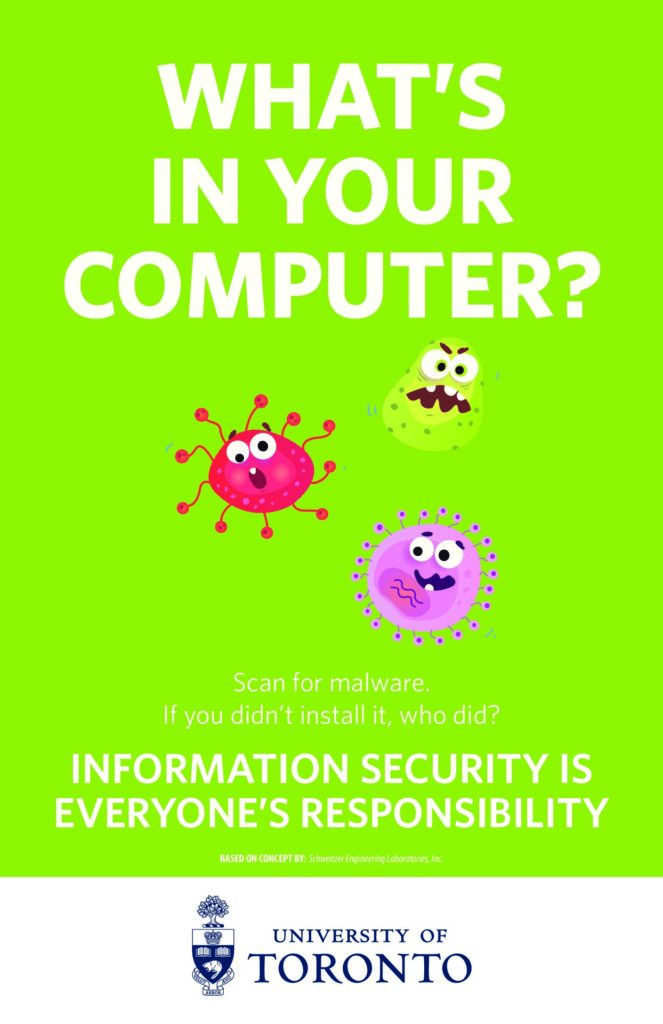 WHAT'S
IN YOUR
COMPUTER?
Scan for malware.
If you didn't install it, who did?
INFORMATION SECURITY IS
EVERYONE'S RESPONSIBILITY
BASED ON CONCEPT BY: Schweitzer Engineering Laboratories, Inc.
UNIVERSITY OF
TORONTO